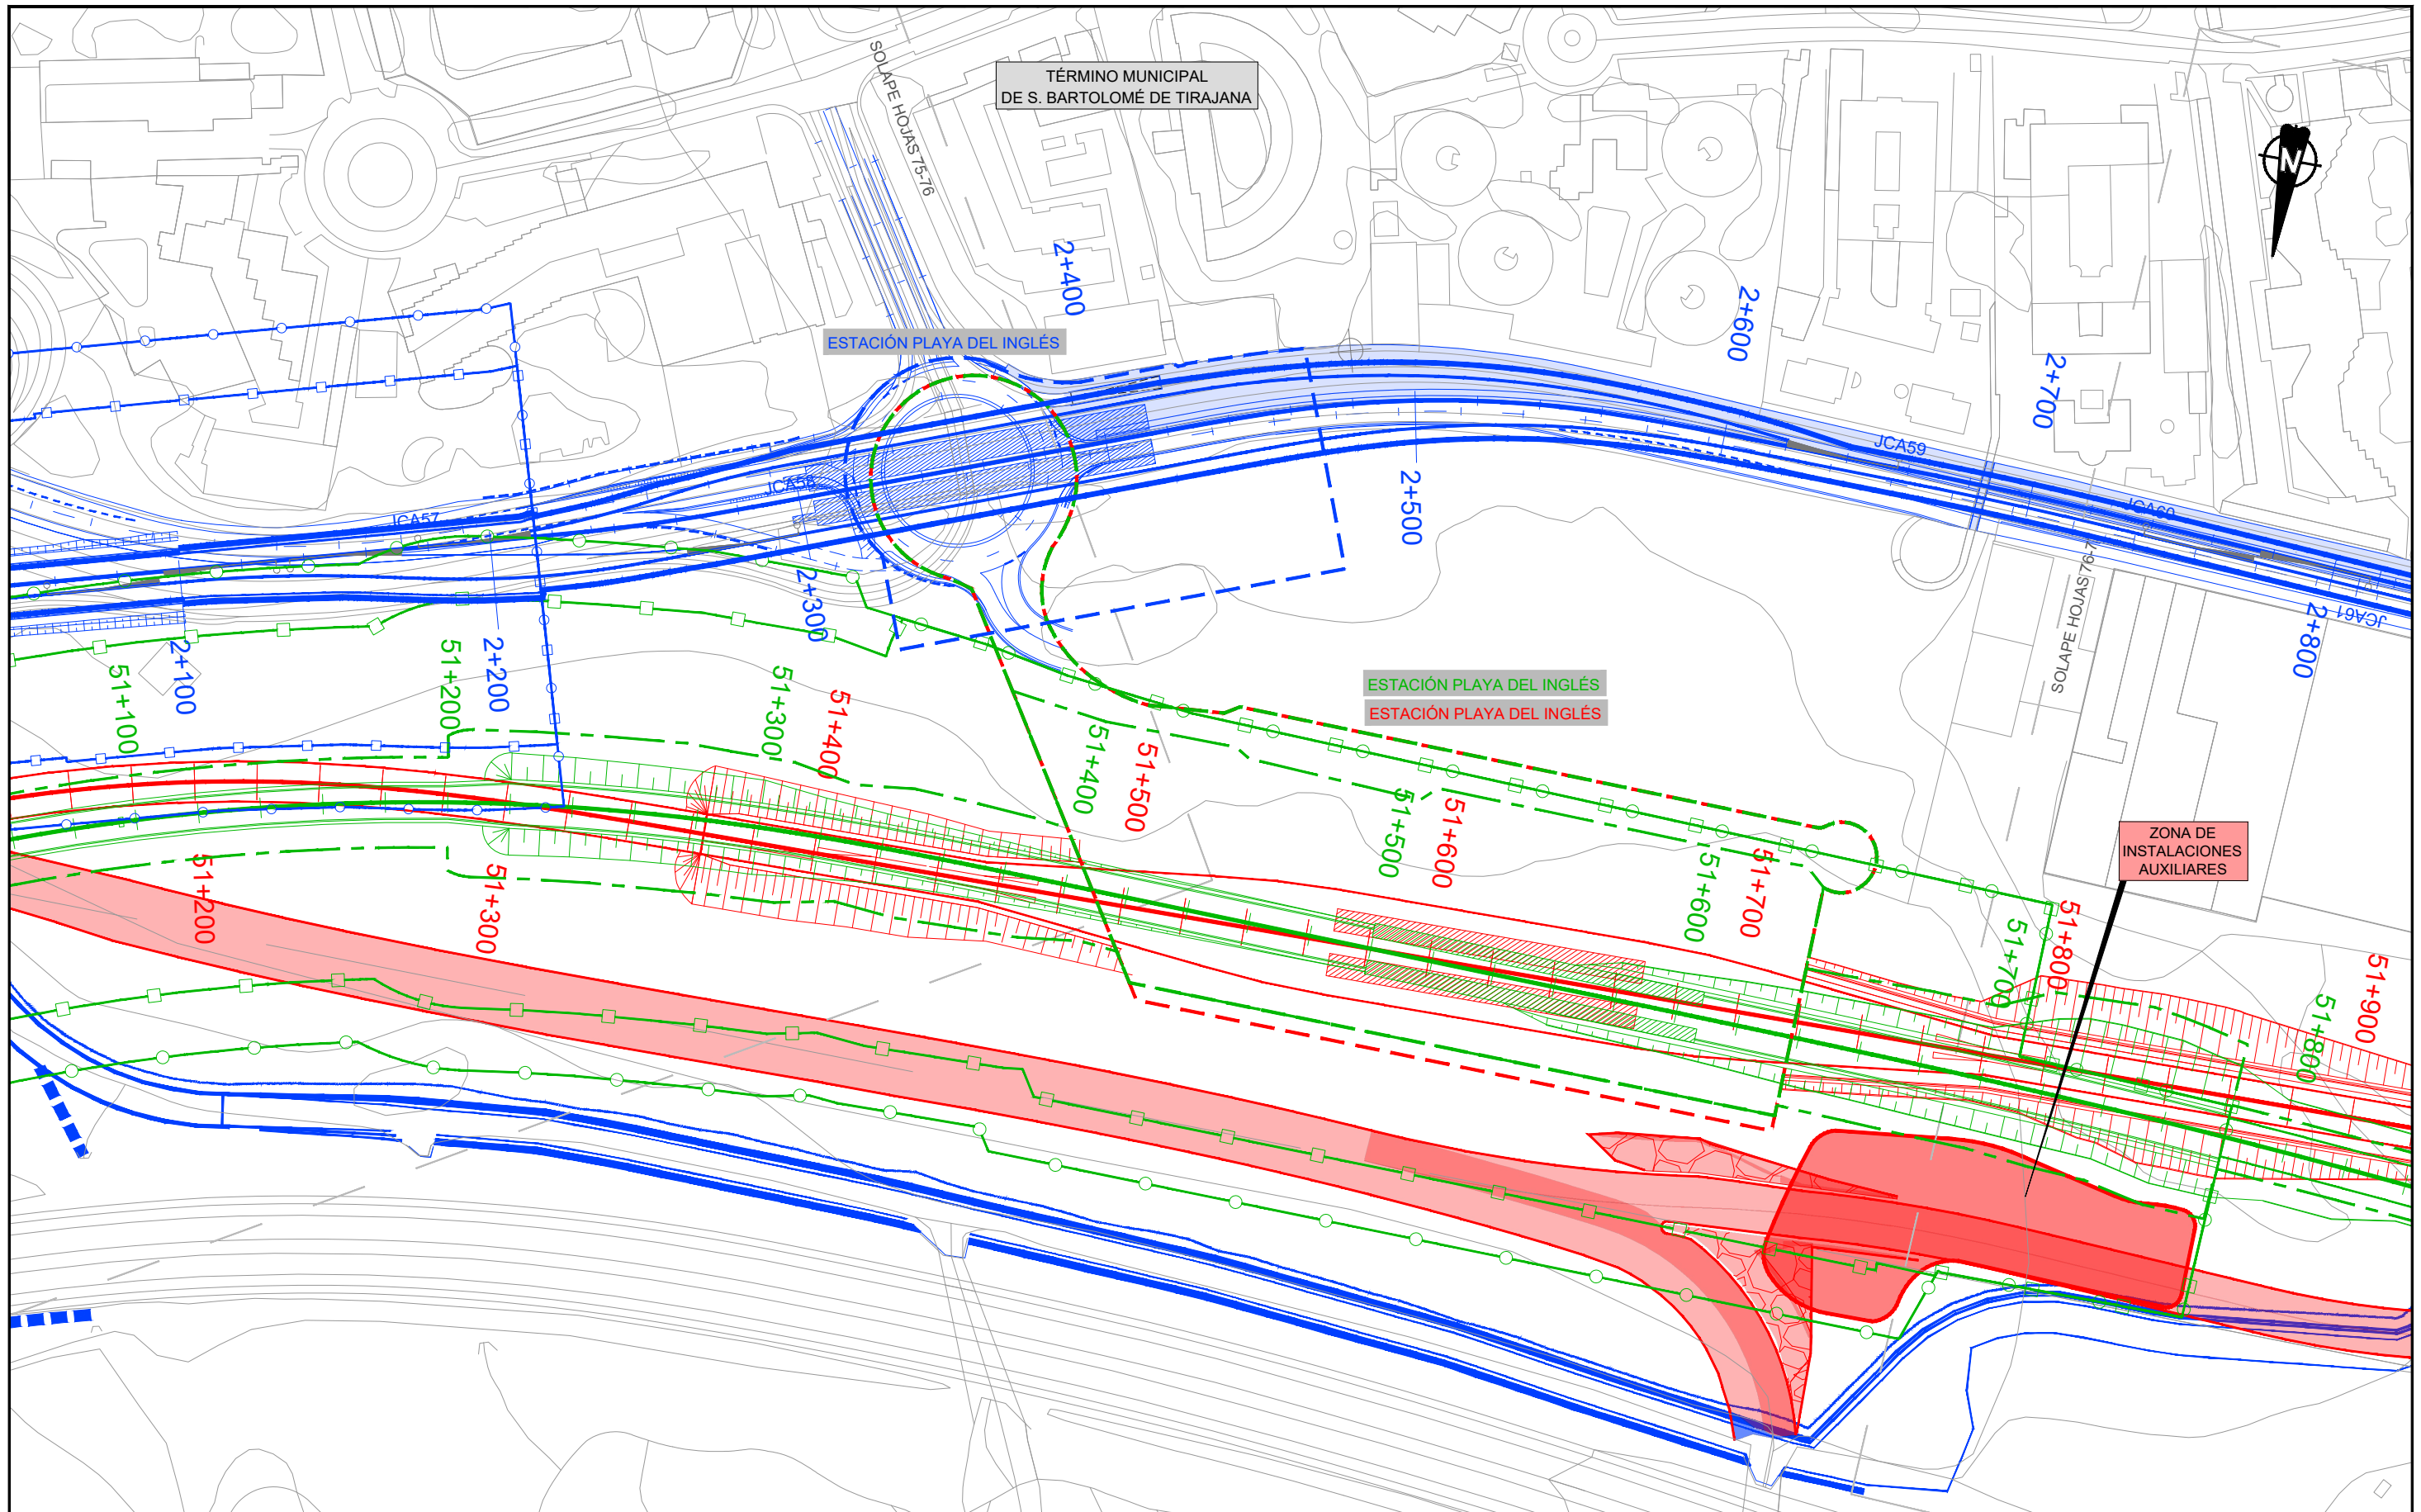 TÉRMINO MUNICIPAL
DE S. BARTOLOMÉ DE TIRAJANA
SOLAPE HOJAS 75-76
N
2+400
2+600
ESTACIÓN PLAYA DEL INGLÉS
2+700
JCA59
JCA58
2+500
JCA60
JCA57
2+300
SOLAPE HOJAS 76-7
JCA61
2+800
51+100
2+100
51+200
2+200
51+300
51+400
ESTACIÓN PLAYA DEL INGLÉS
ESTACIÓN PLAYA DEL INGLÉS
51+400
51+500
51+500
51+600
ZONA DE
INSTALACIONES
AUXILIARES
51+200
51+300
51+600
51+700
51+700
51+800
51+800
51+900